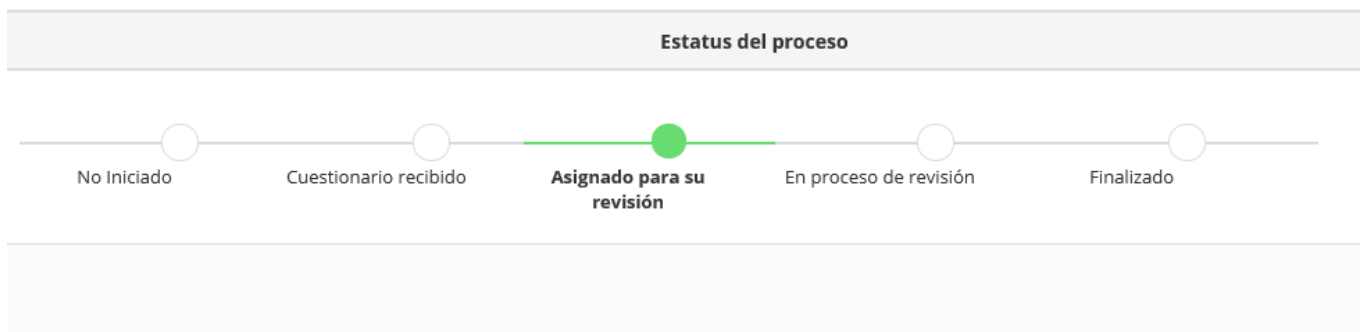 Estatus del proceso
No Iniciado
Cuestionario recibido
Asignado para su
revisión
En proceso de revisión
Finalizado